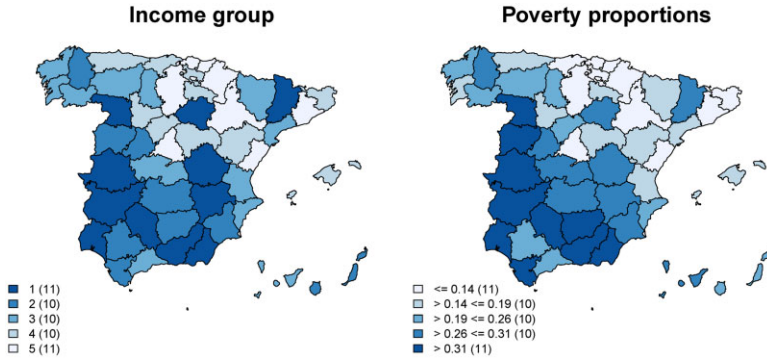 Income group
1 (11)
2 (10)
3 (10)
4 (10)
5 (11)
Poverty proportions
<= 0.14 (11)
> 0.14 <= 0.19 (10)
> 0.19 <= 0.26 (10)
> 0.26 <= 0.31 (10)
> 0.31 (11)